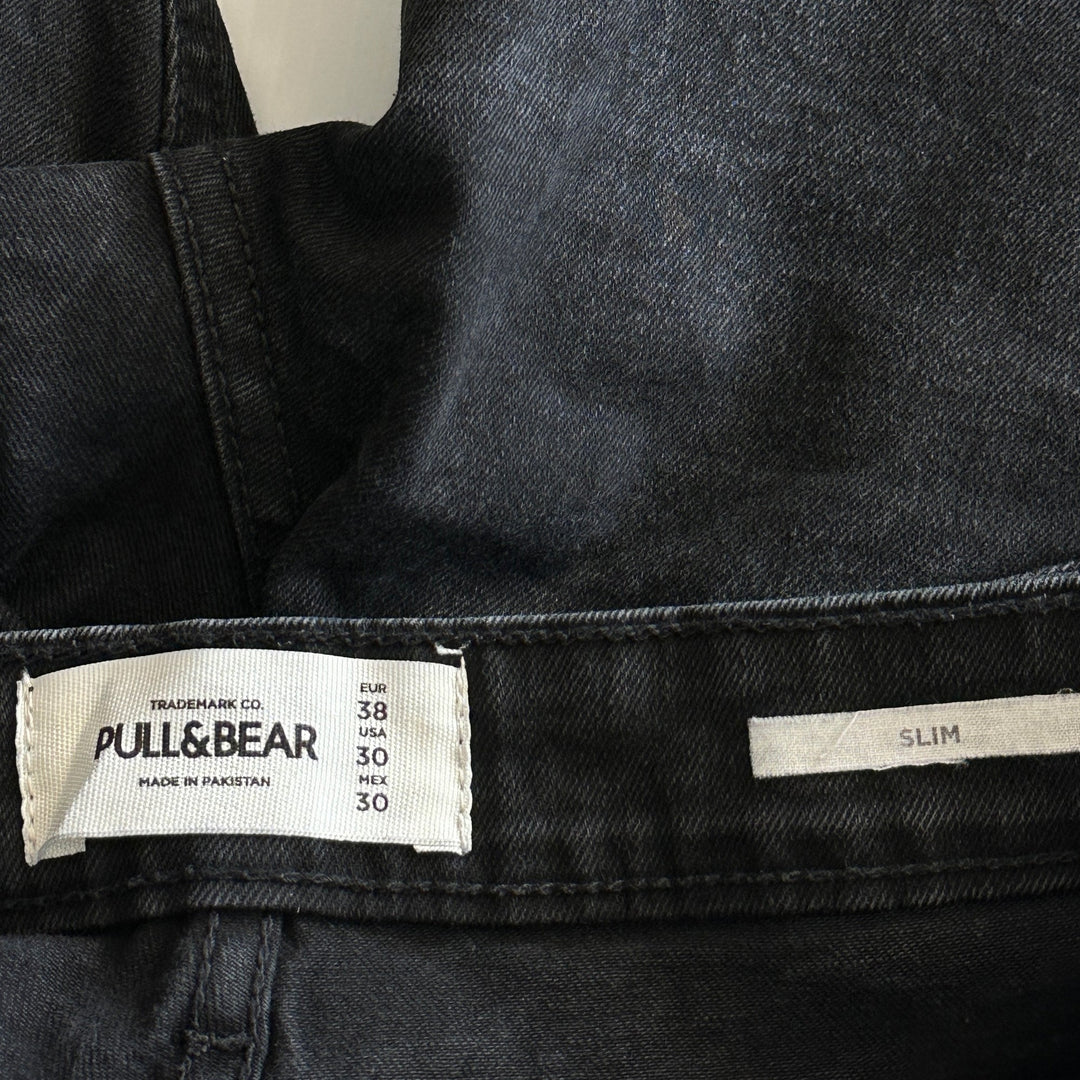 TRADEMARK CO.
PULL&BEAR
MADE IN PAKISTAN
EUR
38
USA
30
MEX
30
SLIM